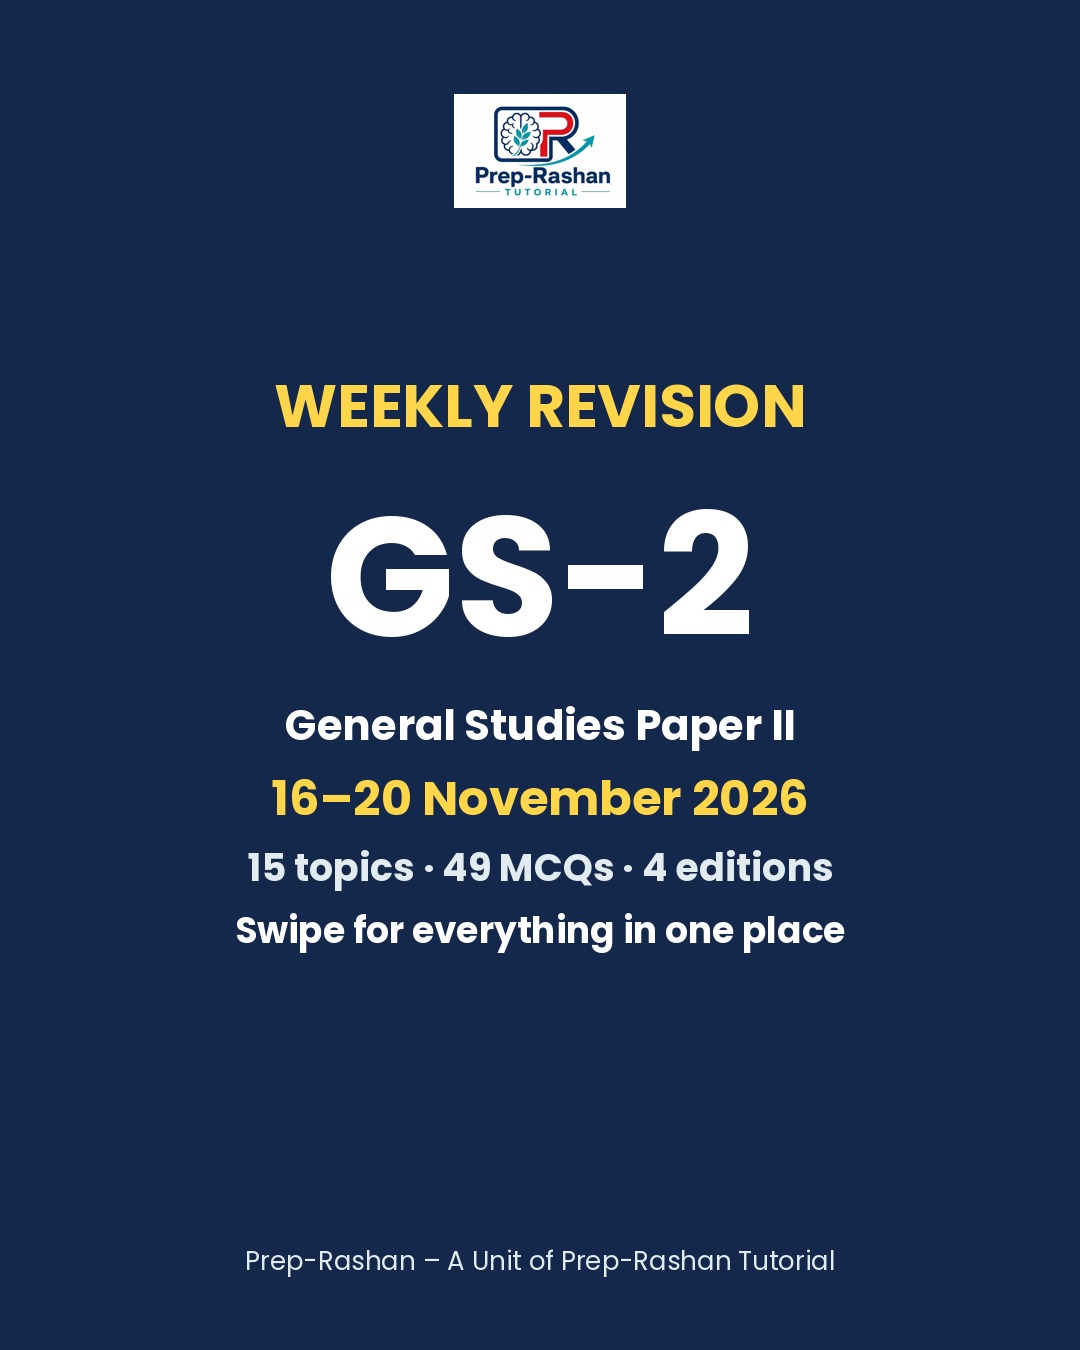 PR
Prep-Rashan
TUTORIAL
WEEKLY REVISION
GS-2
General Studies Paper II
16–20 November 2026
15 topics · 49 MCQs · 4 editions
Swipe for everything in one place
Prep-Rashan – A Unit of Prep-Rashan Tutorial